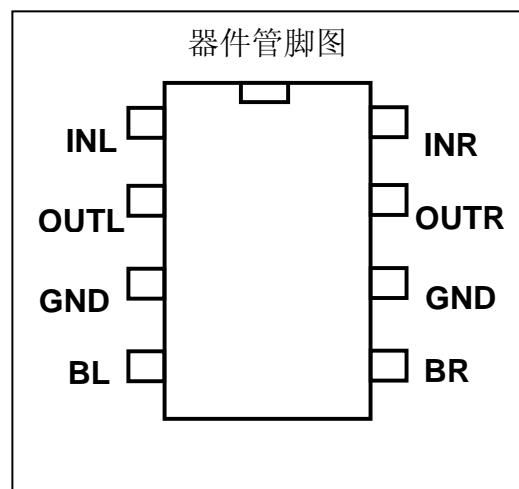 器件管脚图
INL
INR
OUTL
OUTR
GND
GND
BL
BR